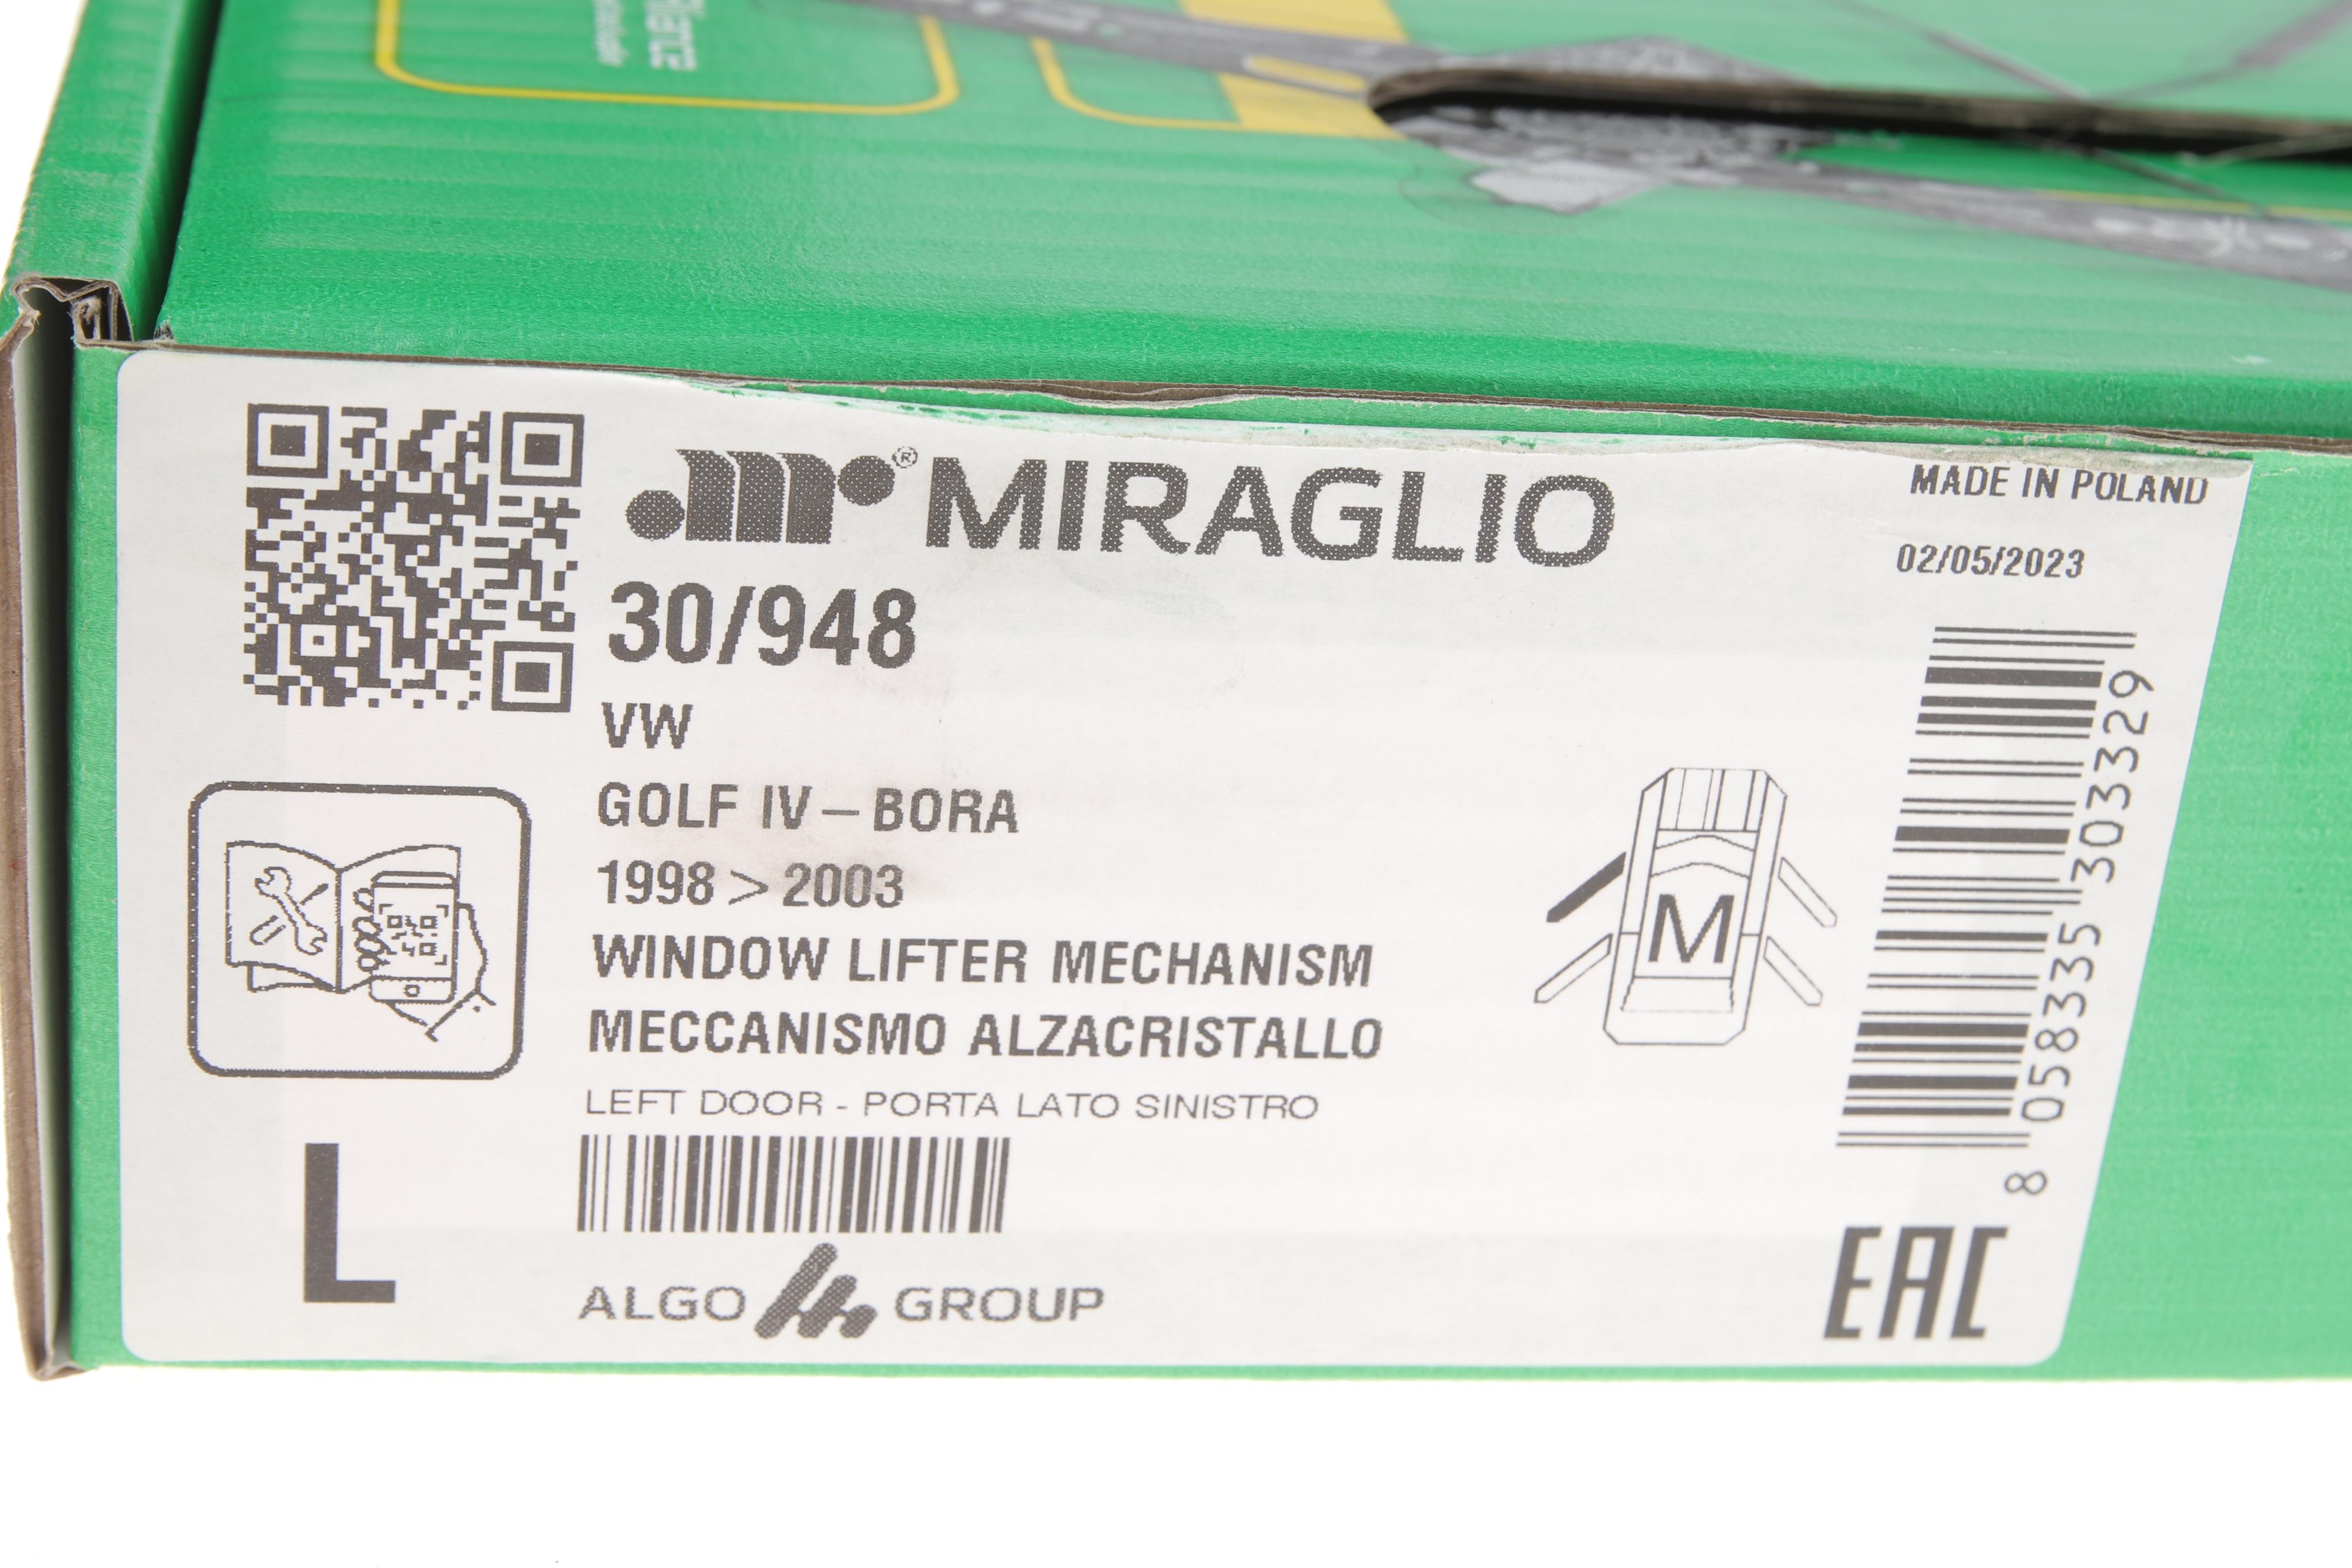 ® MIRAGLIO
MADE IN POLAND
02/05/2023
30/948
VW
GOLF IV – BORA
1998 > 2003
WINDOW LIFTER MECHANISM
MECCANISMO ALZACRISTALLO
LEFT DOOR - PORTA LATO SINISTRO
M
8 058335 303329
L
ALGO GROUP
EAC